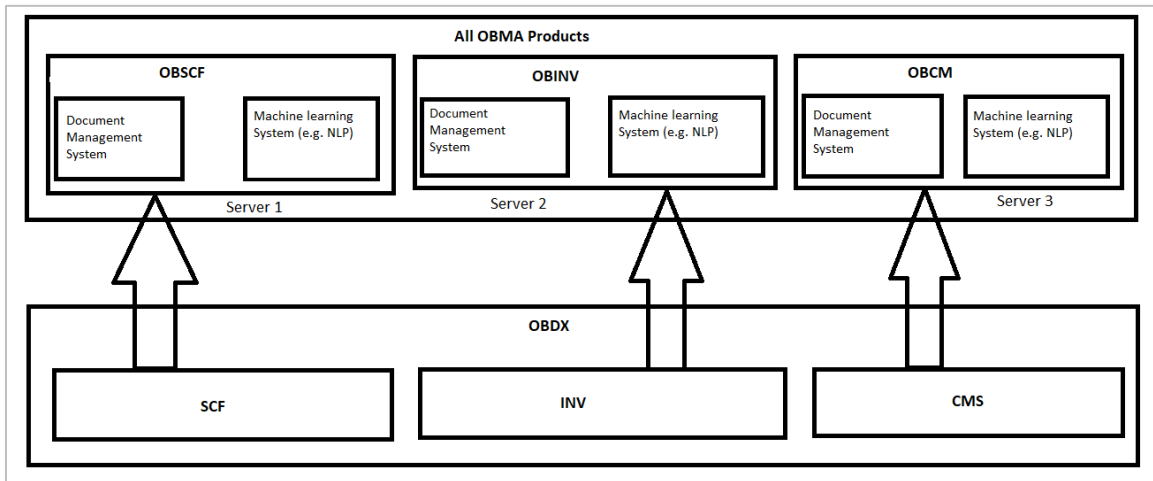 All OBMA Products
OBSCF
Document
Management
System
Machine learning
System (e.g. NLP)
Server 1
OBINV
Document
Management
System
Machine learning
System (e.g. NLP)
Server 2
OBCM
Document
Management
System
Machine learning
System (e.g. NLP)
Server 3
OBDX
SCF
INV
CMS